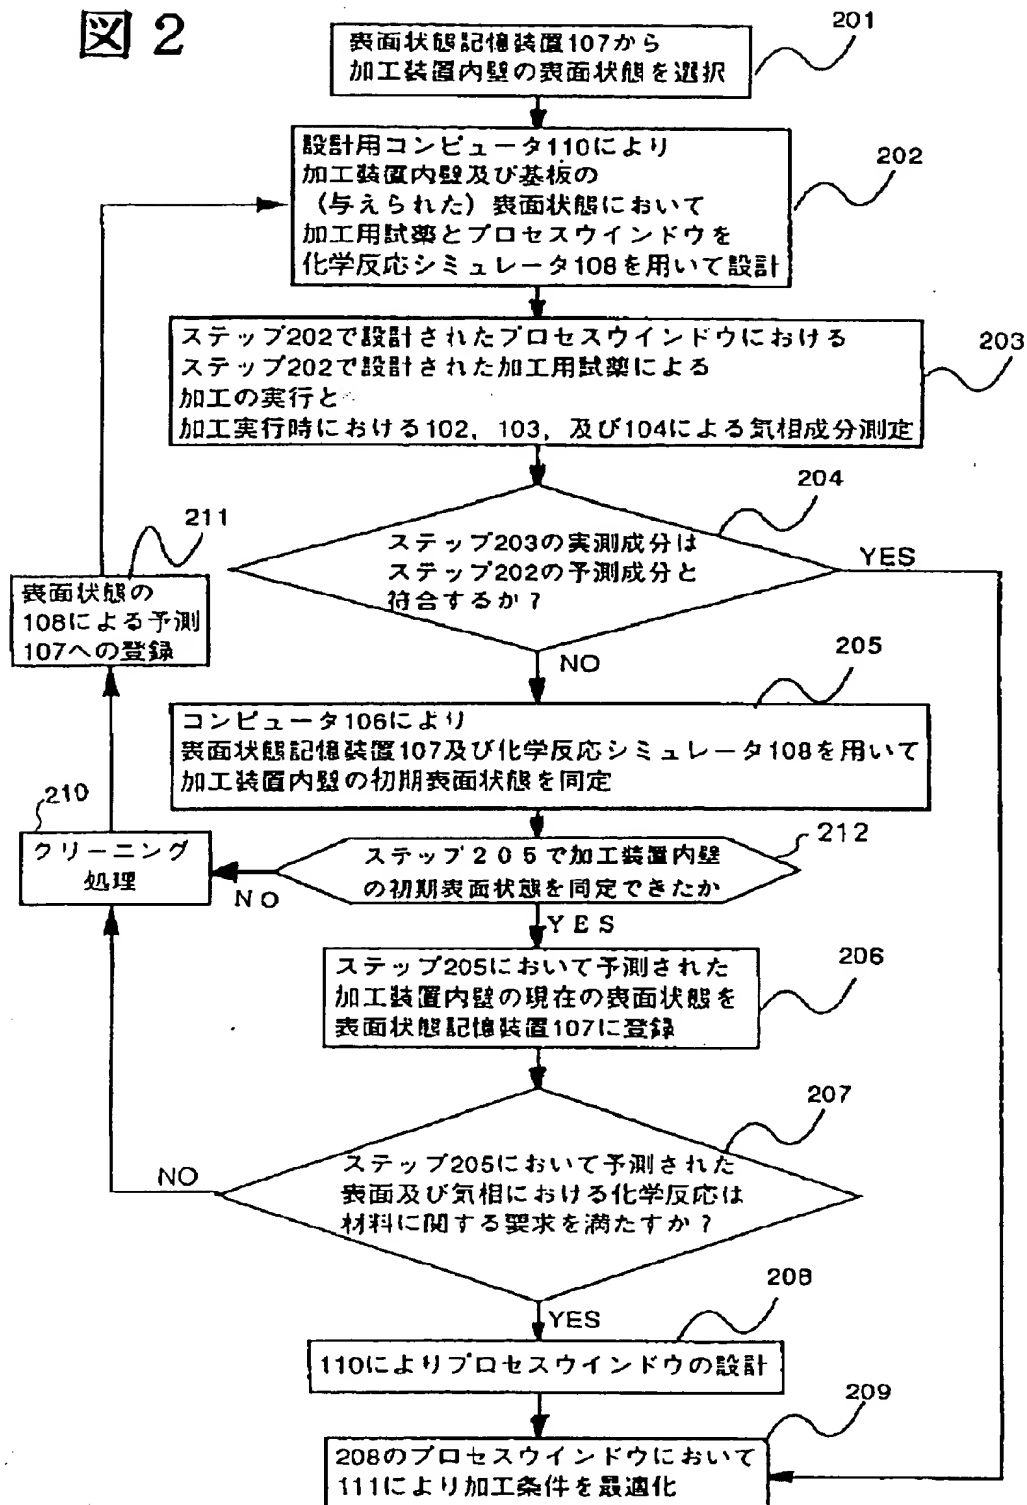 図2
201
表面状態記憶装置107から
加工装置内壁の表面状態を選択
202
設計用コンピュータ110により
加工装置内壁及び基板の
(与えられた)表面状態において
加工用試薬とプロセスウインドウを
化学反応シミュレータ108を用いて設計
203
ステップ202で設計されたプロセスウインドウにおける
ステップ202で設計された加工用試薬による
加工の実行と
加工実行時における102, 103, 及び104による気相成分測定
204
ステップ203の実測成分は
ステップ202の予測成分と
符合するか?
YES
NO
211
表面状態の
108による予測
107への登録
205
コンピュータ106により
表面状態記憶装置107及び化学反応シミュレータ108を用いて
加工装置内壁の初期表面状態を同定
210
クリーニング
処理
212
ステップ205で加工装置内壁
の初期表面状態を同定できたか
NO
YES
206
ステップ205において予測された
加工装置内壁の現在の表面状態を
表面状態記憶装置107に登録
207
ステップ205において予測された
表面及び気相における化学反応は
材料に関する要求を満たすか?
NO
YES
208
110によりプロセスウインドウの設計
209
208のプロセスウインドウにおいて
111により加工条件を最適化